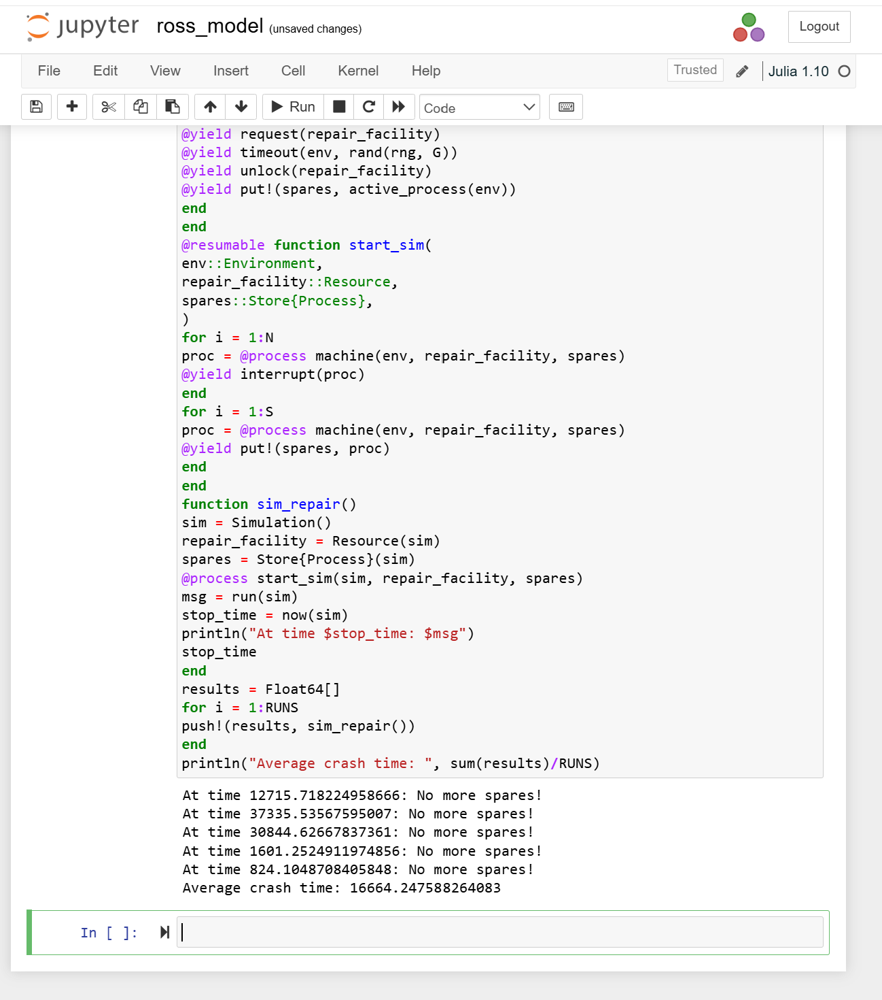 jupyter ross_model (unsaved changes)
Logout
File Edit View Insert Cell Kernel Help
Trusted
Julia 1.10
Run
Code
@yield request(repair_facility)
@yield timeout(env, rand(rng, G))
@yield unlock(repair_facility)
@yield put!(spares, active_process(env))
end
end
@resumable function start_sim(
env::Environment,
repair_facility::Resource,
spares::Store{Process},
)
for i = 1:N
proc = @process machine(env, repair_facility, spares)
@yield interrupt(proc)
end
for i = 1:S
proc = @process machine(env, repair_facility, spares)
@yield put!(spares, proc)
end
end
function sim_repair()
sim = Simulation()
repair_facility = Resource(sim)
spares = Store{Process}(sim)
@process start_sim(sim, repair_facility, spares)
msg = run(sim)
stop_time = now(sim)
println("At time $stop_time: $msg")
stop_time
end
results = Float64[]
for i = 1:RUNS
push!(results, sim_repair())
end
println("Average crash time: ", sum(results)/RUNS)
At time 12715.718224958666: No more spares!
At time 37335.53567595007: No more spares!
At time 30844.62667837361: No more spares!
At time 1601.2524911974856: No more spares!
At time 824.1048708405848: No more spares!
Average crash time: 16664.247588264083
In [ ]: